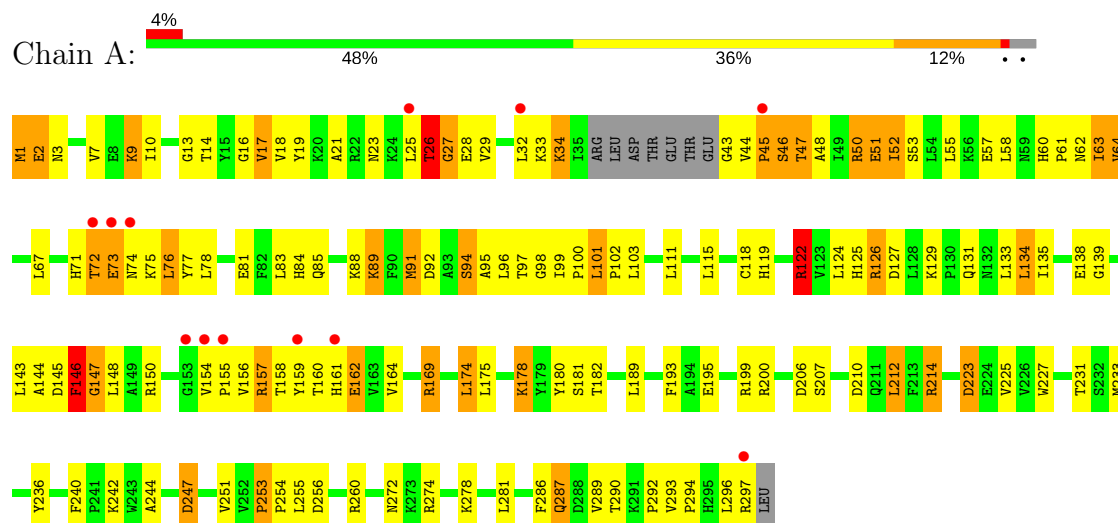 4%
Chain A:
48% 36% 12% • •
M1 E2 N3 V7 E8 K9 I10 G13 T14 Y15 G16 V17 V18 Y19 K20 A21 R22 N23 K24 L25 T26 G27 E28 V29 L32 K33 K34 I35 ARG LEU ASP THR GLU THR GLU G43 V44 P45 S46 T47 A48 I49 R50 E51 I52 S53 L54 L55 K56 E57 L58 N59 H60 P61 N62 I63 V64
L67 H71 T72 E73 N74 K75 L76 Y77 L78 E81 F82 L83 H84 Q85 K88 K89 F90 M91 D92 A93 S94 A95 L96 T97 G98 I99 P100 L101 P102 L103 L111 L115 C118 H119 R122 V123 L124 H125 R126 D127 L128 K129 P130 Q131 N132 L133 L134 I135 E138 G139
L143 A144 D145 F146 G147 L148 A149 R150 G153 V154 P155 V156 R157 T158 Y159 T160 H161 E162 V163 V164 R169 L174 L175 K178 Y179 Y180 S181 T182 L189 F193 A194 E195 R199 R200 D206 S207 D210 Q211 L212 F213 R214 D223 E224 V225 V226 W227 T231 S232 M233
Y236 F240 P241 K242 W243 A244 D247 V251 V252 P253 P254 L255 D256 R260 N272 K273 R274 K278 L281 F286 Q287 D288 V289 T290 K291 P292 V293 P294 H295 L296 R297 LEU